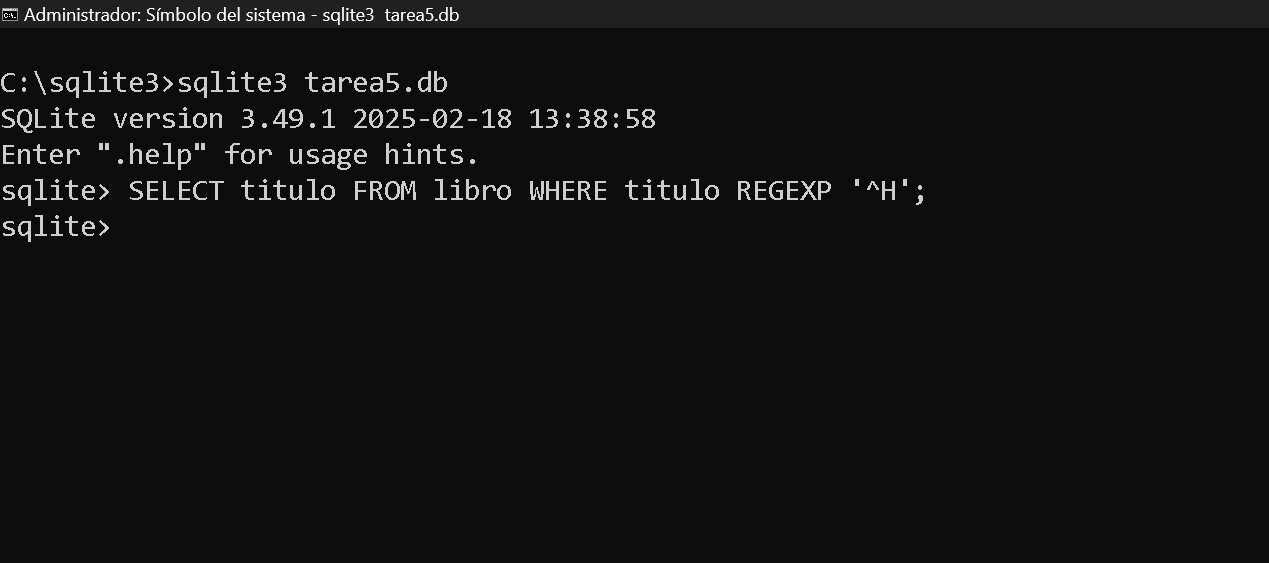 Administrador: Símbolo del sistema - sqlite3  tarea5.db
C:\sqlite3>sqlite3 tarea5.db
SQLite version 3.49.1 2025-02-18 13:38:58
Enter ".help" for usage hints.
sqlite> SELECT titulo FROM libro WHERE titulo REGEXP '^H';
sqlite>